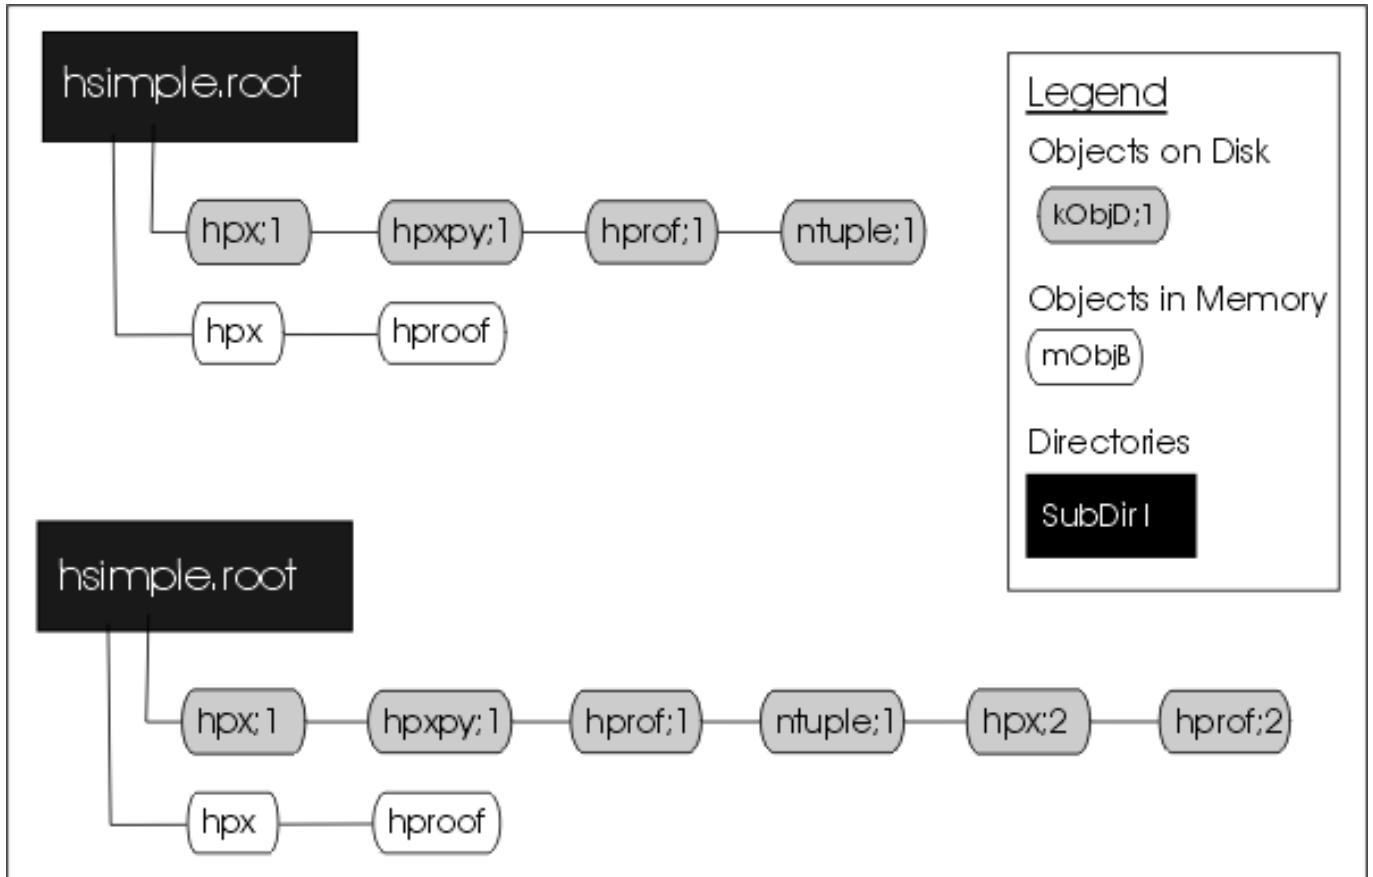 hsimple.root
hpx;1 hpxpy;1 hprof;1 ntuple;1
hpx hproof
Legend
Objects on Disk
kObjD;1
Objects in Memory
mObjB
Directories
SubDir1
hsimple.root
hpx;1 hpxpy;1 hprof;1 ntuple;1 hpx;2 hprof;2
hpx hproof